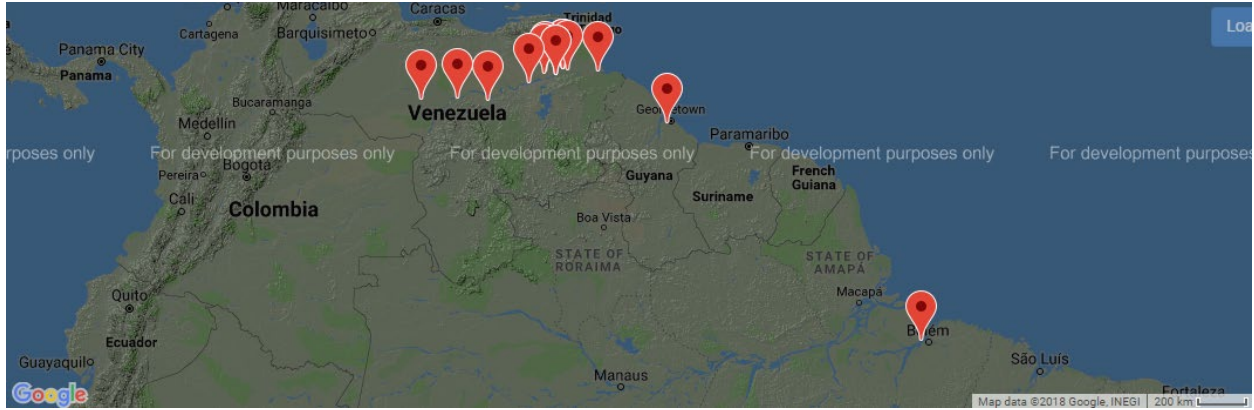 Maracaibo
Caracas
Trinidad
Cartagena
Barquisimeto
Loa
Panama City
Panama
Bucaramanga
Venezuela
Georgetown
Medellín
Paramaribo
rposes only
For development purposes only
For development purposes only
For development purposes only
For development purposes
Pereira
Bogota
Guyana
French
Guiana
Suriname
Cali
Colombia
Boa Vista
STATE OF
RORAIMA
STATE OF
AMAPÁ
Quito
Macapá
Ecuador
Belém
Guayaquil
São Luís
Manaus
Fortaleza
Google
Map data ©2018 Google, INEGI
200 km